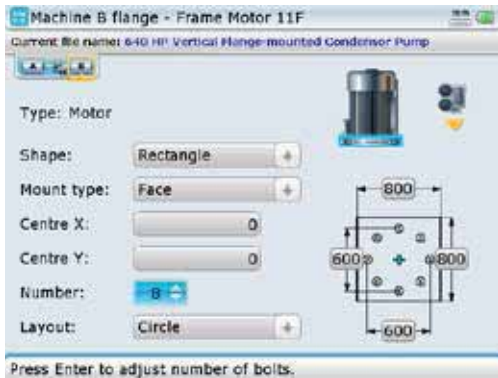 Machine B flange - Frame Motor 11F
Current file name: 640 HP Vertical Flange-mounted Condensor Pump
A B
Type: Motor
Shape: Rectangle
Mount type: Face
Centre X: 0
Centre Y: 0
Number: 8
Layout: Circle
800
600 800
600
Press Enter to adjust number of bolts.